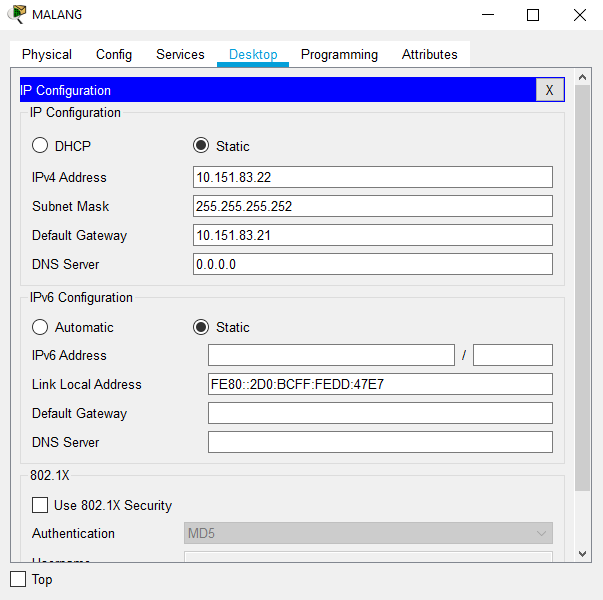 MALANG
Physical Config Services Desktop Programming Attributes
IP Configuration X
IP Configuration
DHCP Static
IPv4 Address 10.151.83.22
Subnet Mask 255.255.255.252
Default Gateway 10.151.83.21
DNS Server 0.0.0.0
IPv6 Configuration
Automatic Static
IPv6 Address /
Link Local Address FE80::2D0:BCFF:FEDD:47E7
Default Gateway
DNS Server
802.1X
Use 802.1X Security
Authentication MD5
Username
Top